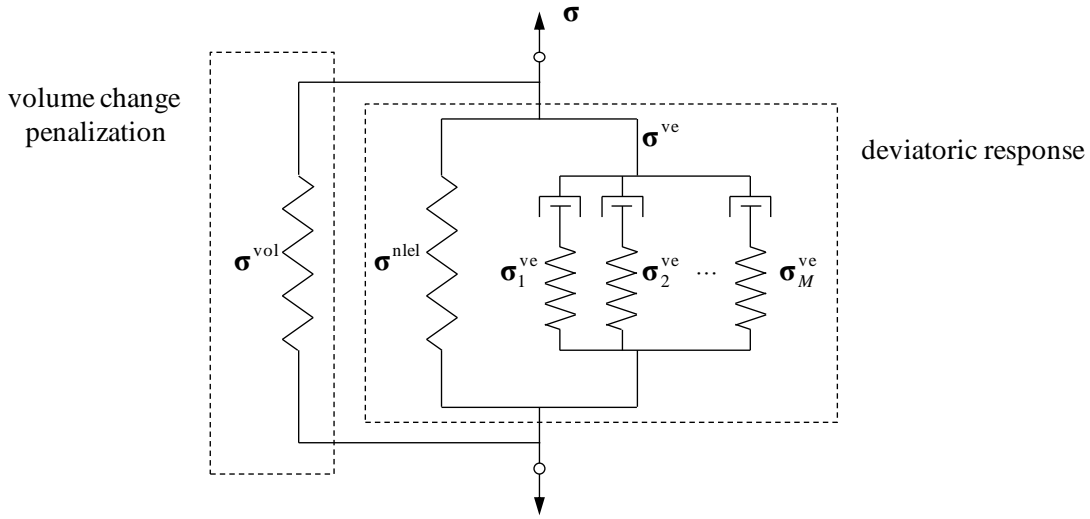 σ
volume change
penalization
σ^ve
deviatoric response
σ^vol
σ^nlel
σ_1^ve
σ_2^ve
...
σ_M^ve